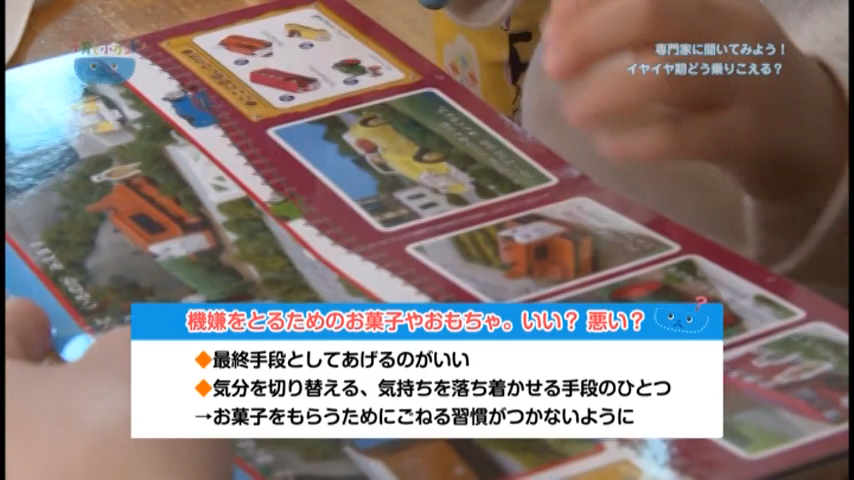 専門家に聞いてみよう！
イヤイヤ期どう乗りこえる？
機嫌をとるためのお菓子やおもちゃ。いい？ 悪い？
◆最終手段としてあげるのがいい
◆気分を切り替える、気持ちを落ち着かせる手段のひとつ
→お菓子をもらうためにごねる習慣がつかないように